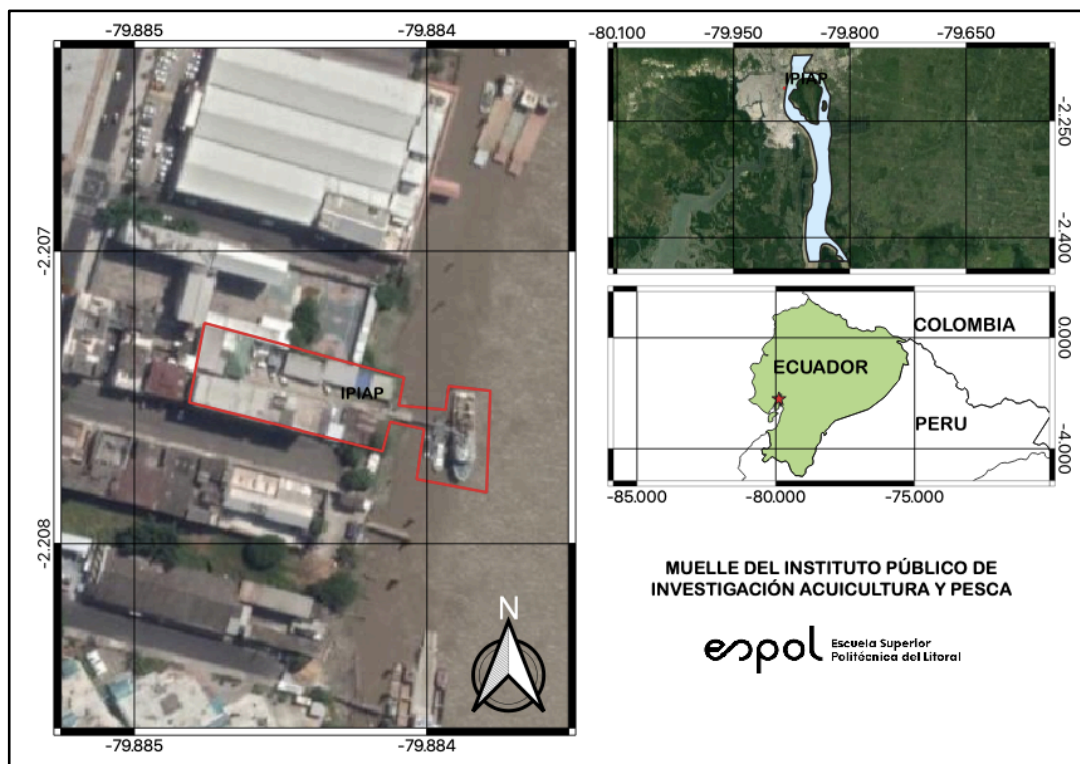 -79.885
-79.884
-2.207
-2.208
IPIAP
N
-79.885
-79.884
-80.100
-79.950
-79.800
-79.650
IPIAP
-2.250
-2.400
COLOMBIA
0.000
ECUADOR
PERU
-4.000
-85.000
-80.000
-75.000
MUELLE DEL INSTITUTO PÚBLICO DE
INVESTIGACIÓN ACUICULTURA Y PESCA
espol
Escuela Superior
Politécnica del Litoral